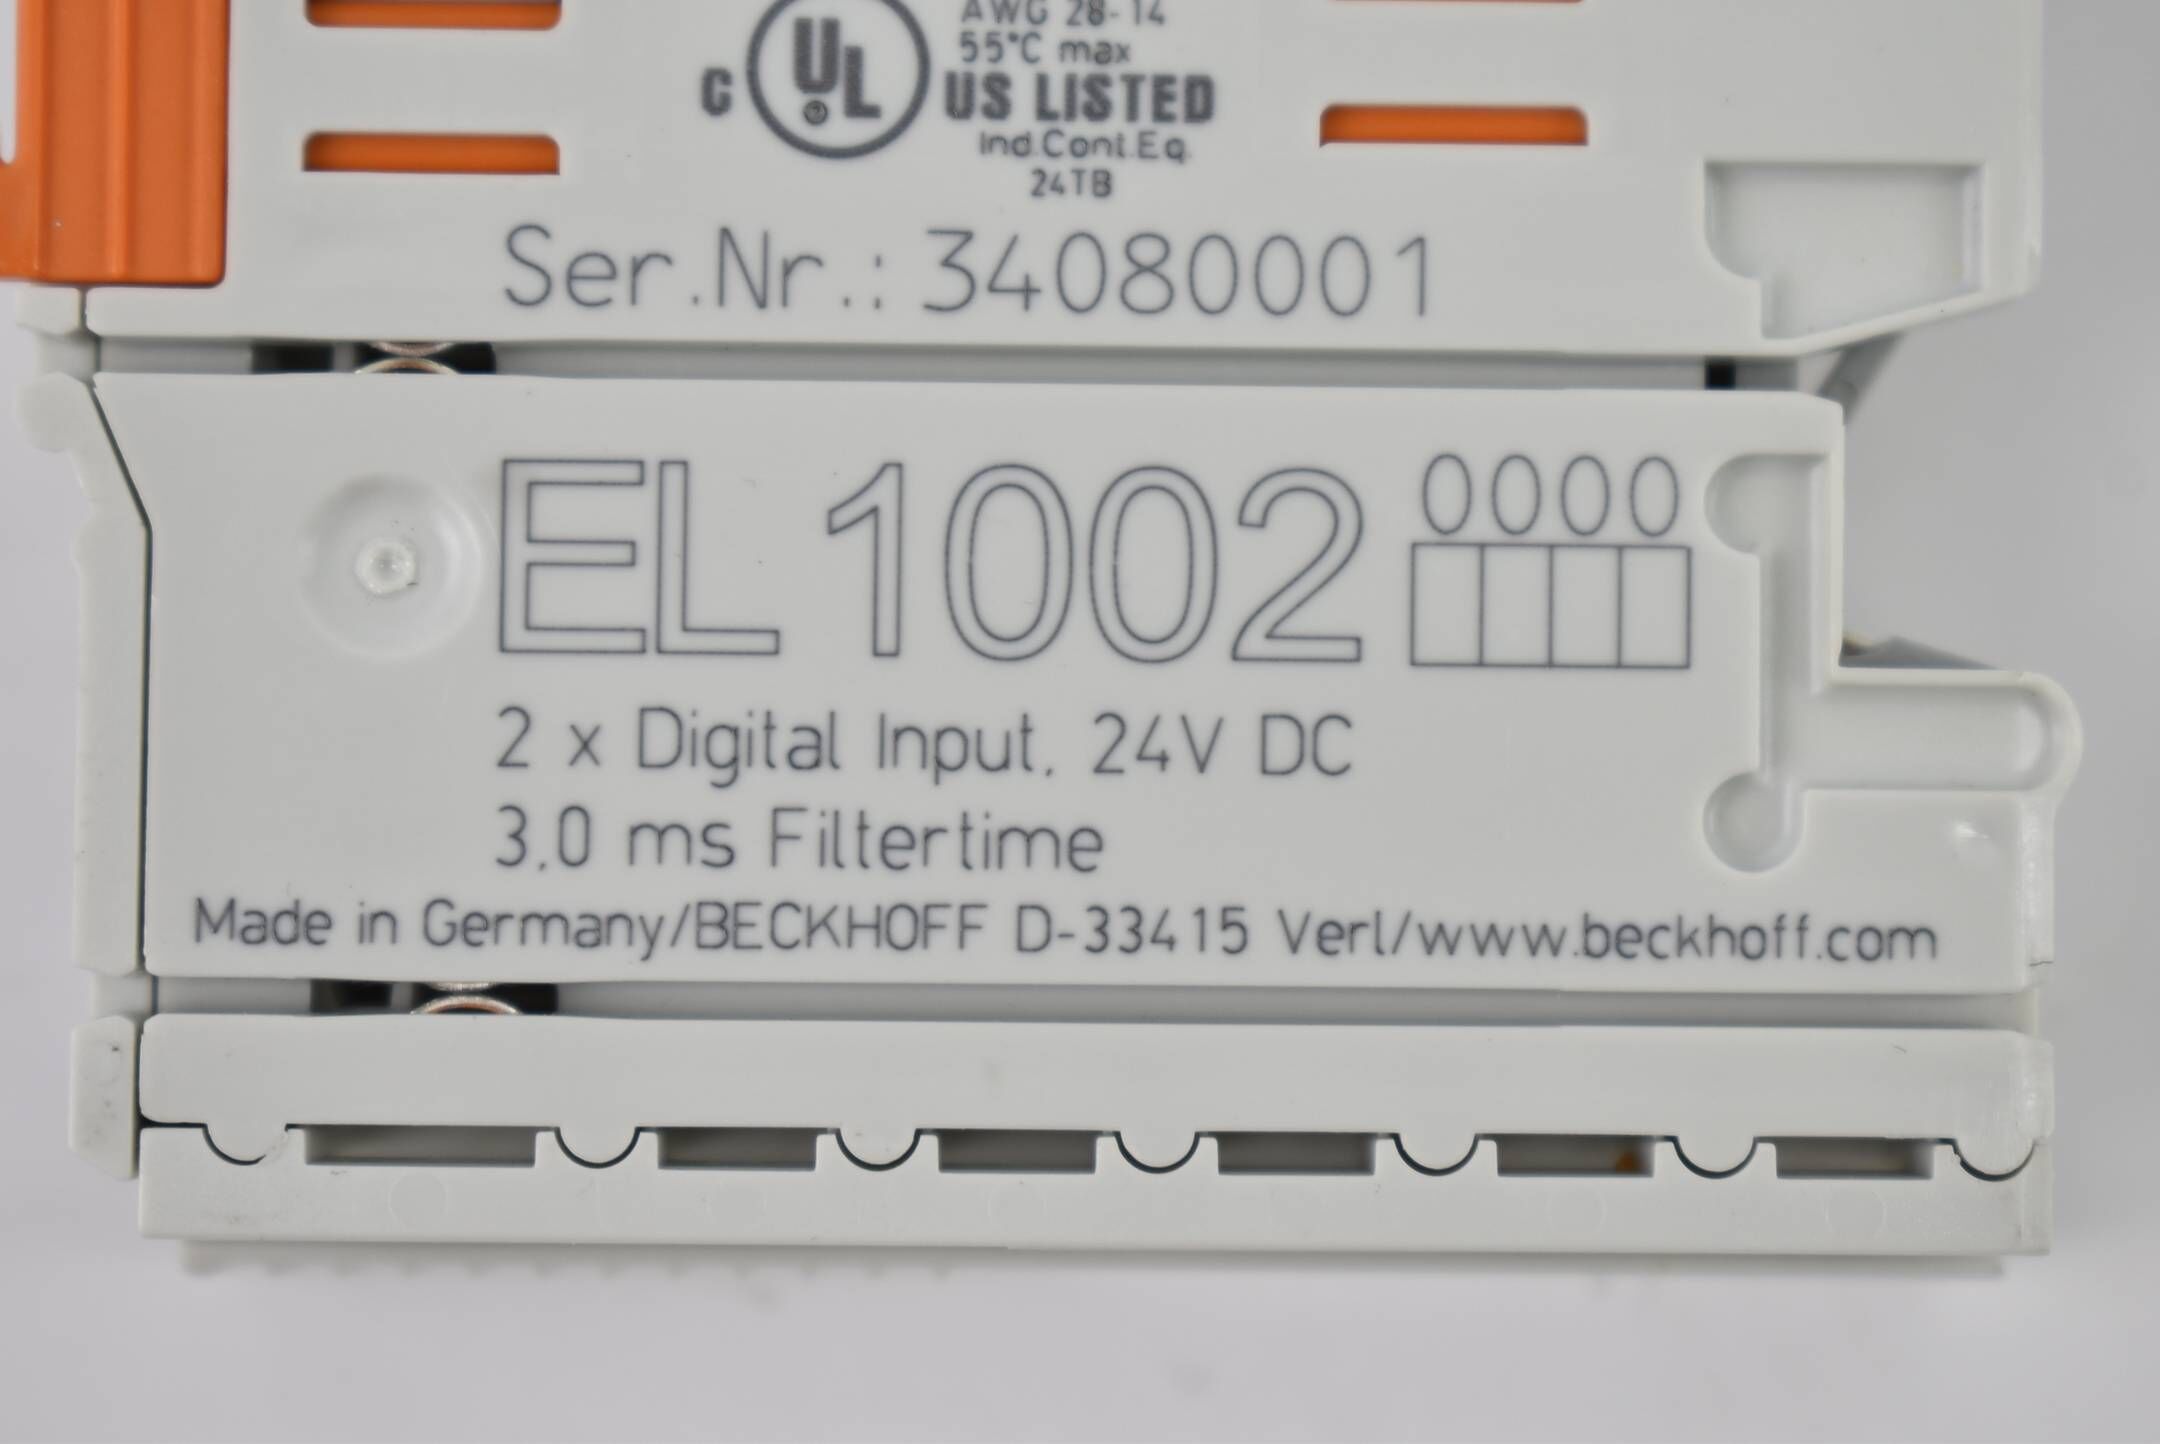 AWG 28-14
55°C max
C UL US LISTED
Ind.Cont.Eq.
24TB
Ser.Nr.: 34080001
EL 1002 0000
2 x Digital Input, 24V DC
3,0 ms Filtertime
Made in Germany/BECKHOFF D-33415 Verl/www.beckhoff.com